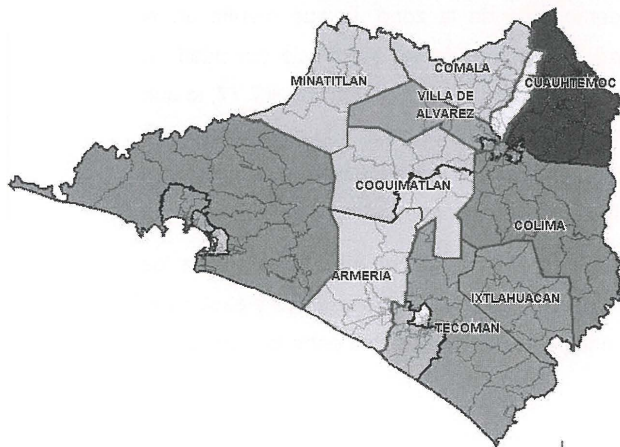 COMALA
MINATITLAN
CUAUHTEMOC
VILLA DE
ALVAREZ
COQUIMATLAN
COLIMA
ARMERIA
IXTLAHUACAN
TECOMAN